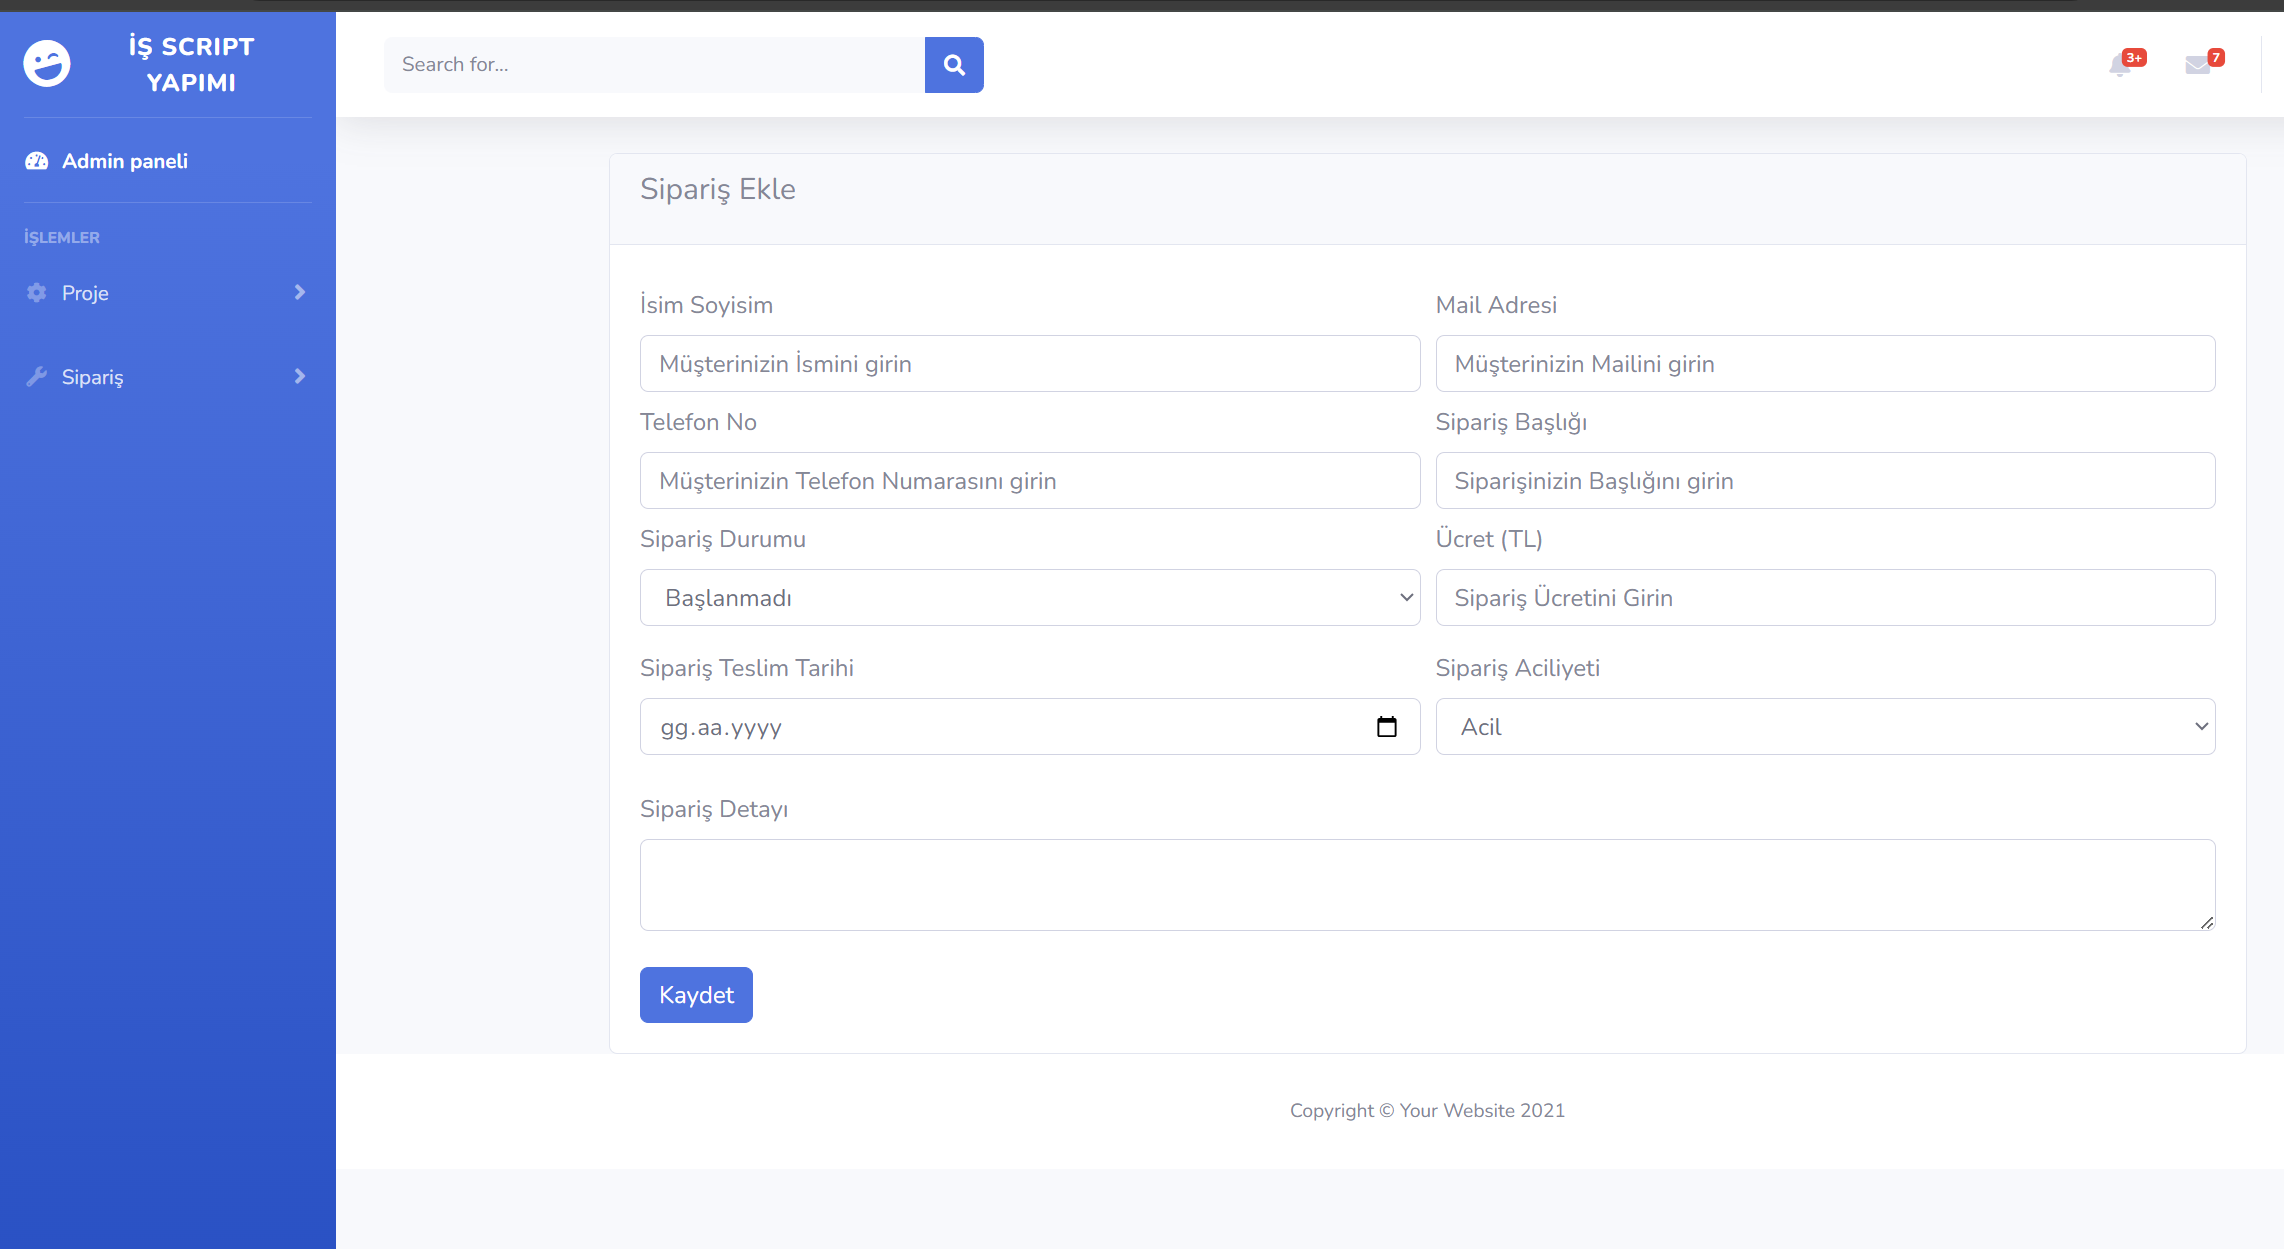 İŞ SCRIPT
YAPIMI
Search for...
3+
7
Admin paneli
İŞLEMLER
Proje
Sipariş
Sipariş Ekle
İsim Soyisim
Mail Adresi
Müşterinizin İsmini girin
Müşterinizin Mailini girin
Telefon No
Sipariş Başlığı
Müşterinizin Telefon Numarasını girin
Siparişinizin Başlığını girin
Sipariş Durumu
Ücret (TL)
Başlanmadı
Sipariş Ücretini Girin
Sipariş Teslim Tarihi
Sipariş Aciliyeti
gg.aa.yyyy
Acil
Sipariş Detayı
Kaydet
Copyright © Your Website 2021